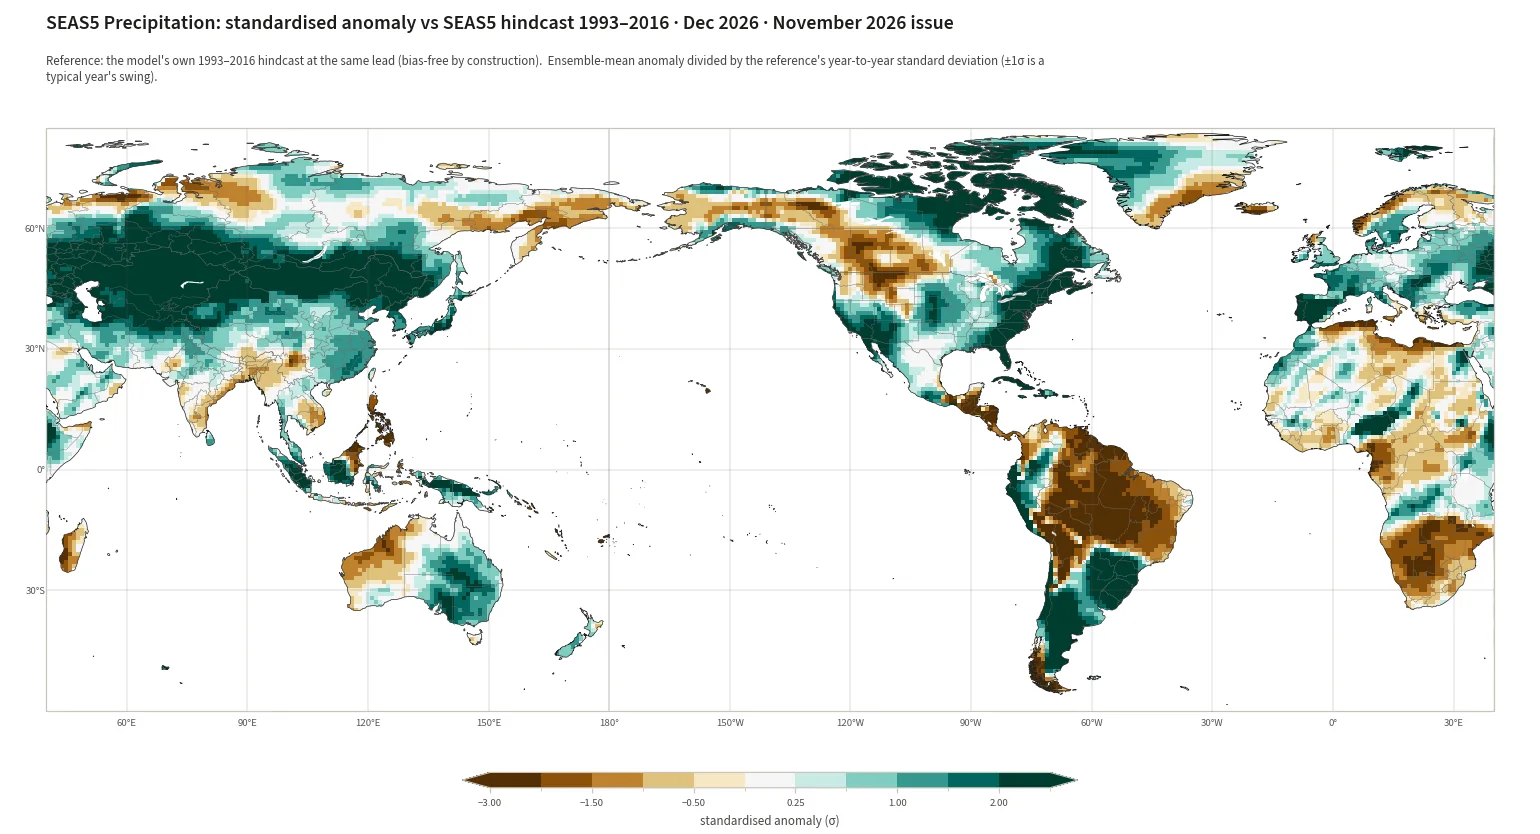 SEAS5 Precipitation: standardised anomaly vs SEAS5 hindcast 1993–2016 · Dec 2026 · November 2026 issue
Reference: the model's own 1993–2016 hindcast at the same lead (bias-free by construction). Ensemble-mean anomaly divided by the reference's year-to-year standard deviation (±1σ is a
typical year's swing).
60°N
30°N
0°
30°S
60°E 90°E 120°E 150°E 180° 150°W 120°W 90°W 60°W 30°W 0° 30°E
−3.00 −1.50 −0.50 0.25 1.00 2.00
standardised anomaly (σ)